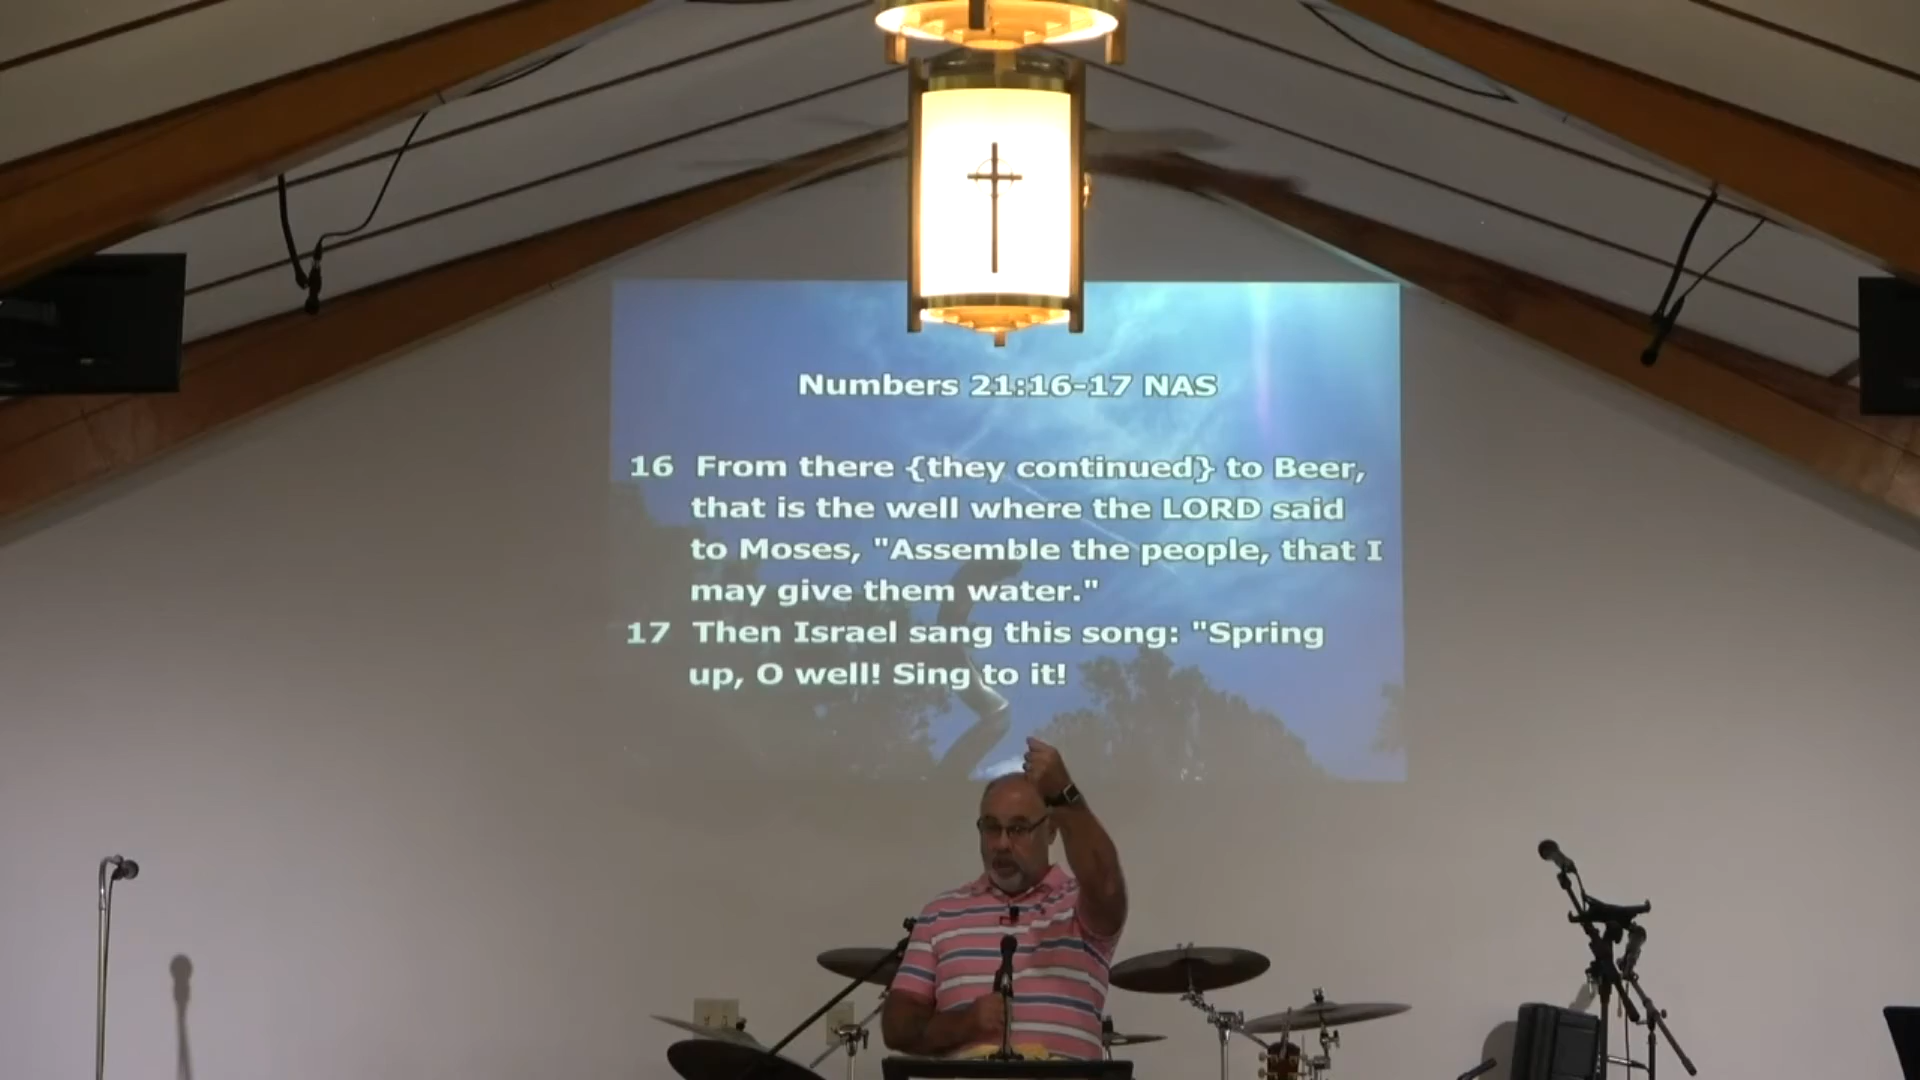 Numbers 21:16-17 NAS
16 From there {they continued} to Beer,
that is the well where the LORD said
to Moses, "Assemble the people, that I
may give them water."
17 Then Israel sang this song: "Spring
up, O well! Sing to it!